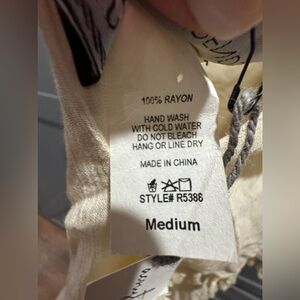 100% RAYON
HAND WASH
WITH COLD WATER
DO NOT BLEACH
HANG OR LINE DRY
MADE IN CHINA
STYLE# R5388
Medium